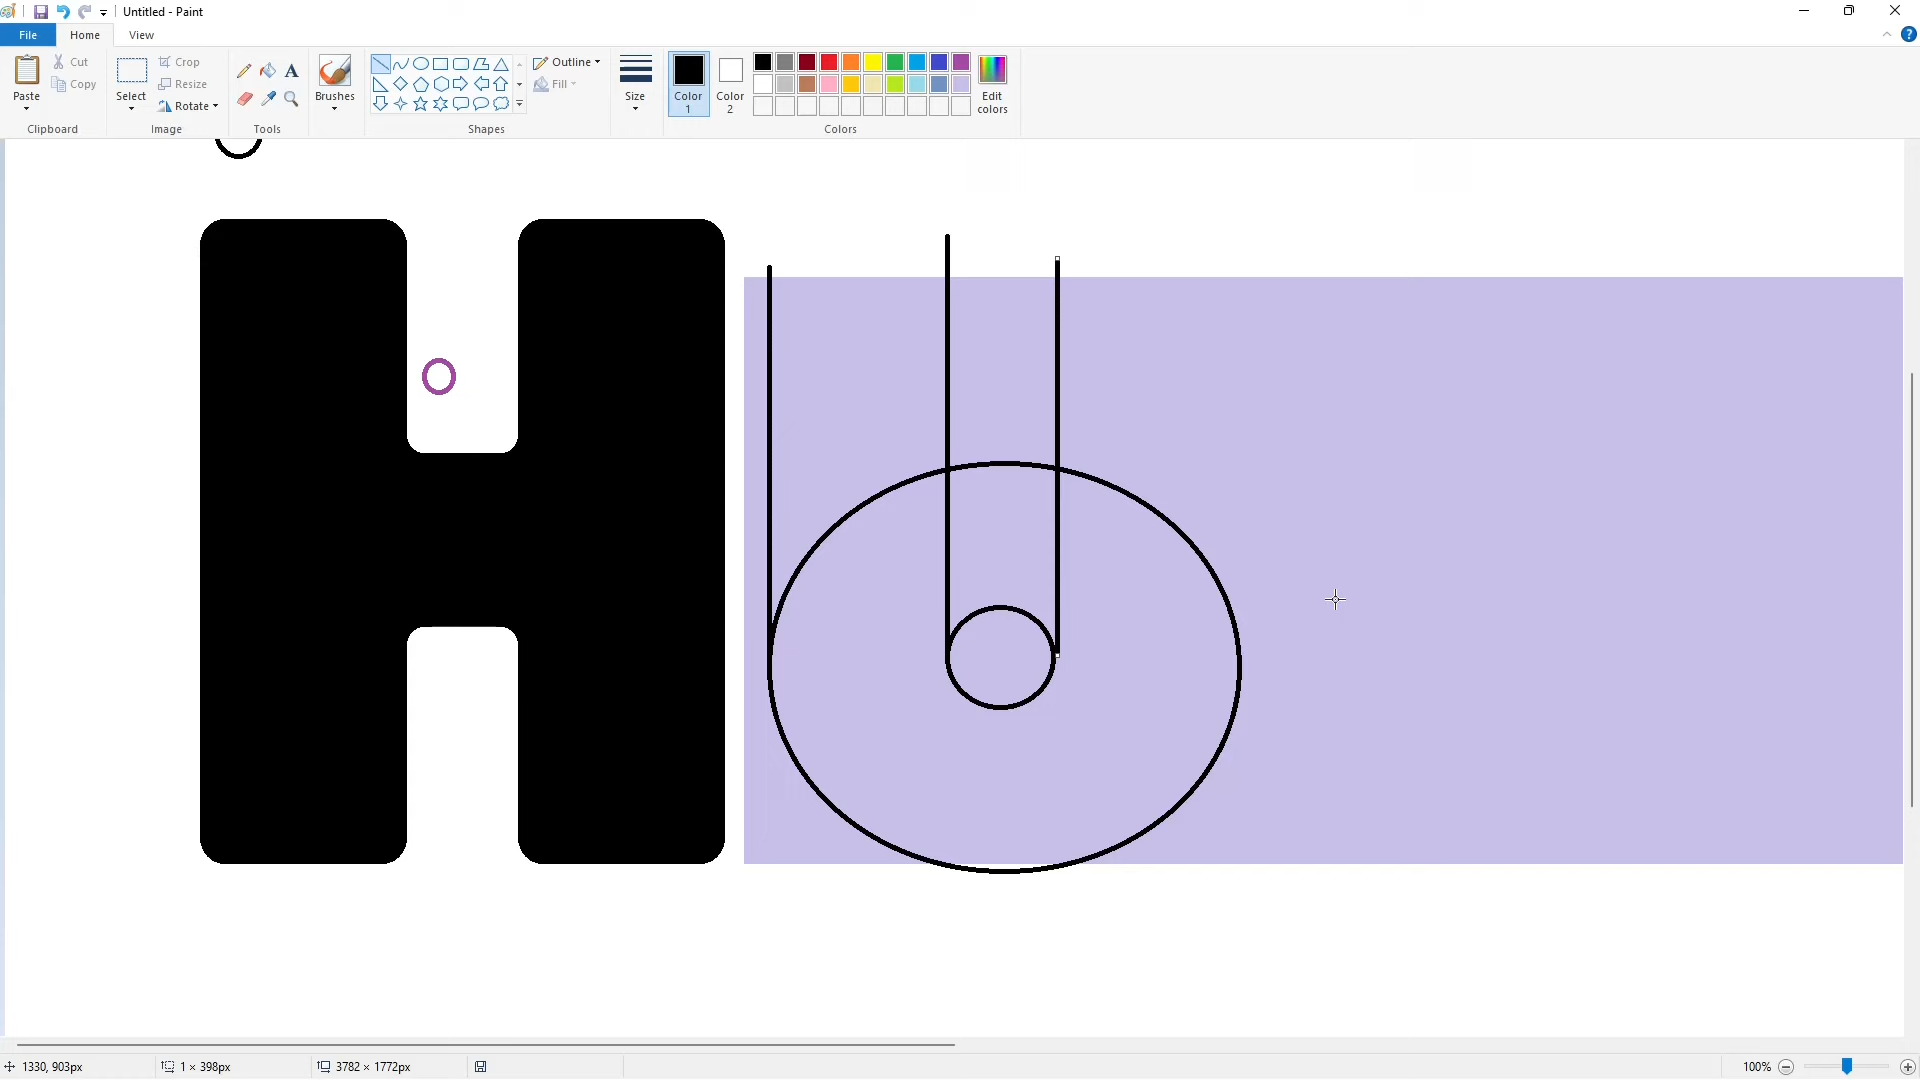 Untitled - Paint
File Home View
Paste
Cut
Copy
Clipboard
Select
Crop
Resize
Rotate
Image
Tools
Brushes
Shapes
Outline
Fill
Size
Color 1
Color 2
Edit colors
Colors
H
O
1330, 903px
1 × 398px
3782 × 1772px
100%